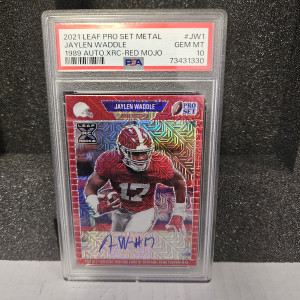 2021 LEAF PRO SET METAL #JW1
JAYLEN WADDLE GEM MT
1989 AUTO.XRC-RED MOJO 10
PSA 73431330
JAYLEN WADDLE
PRO
SET
LEAF
X
17